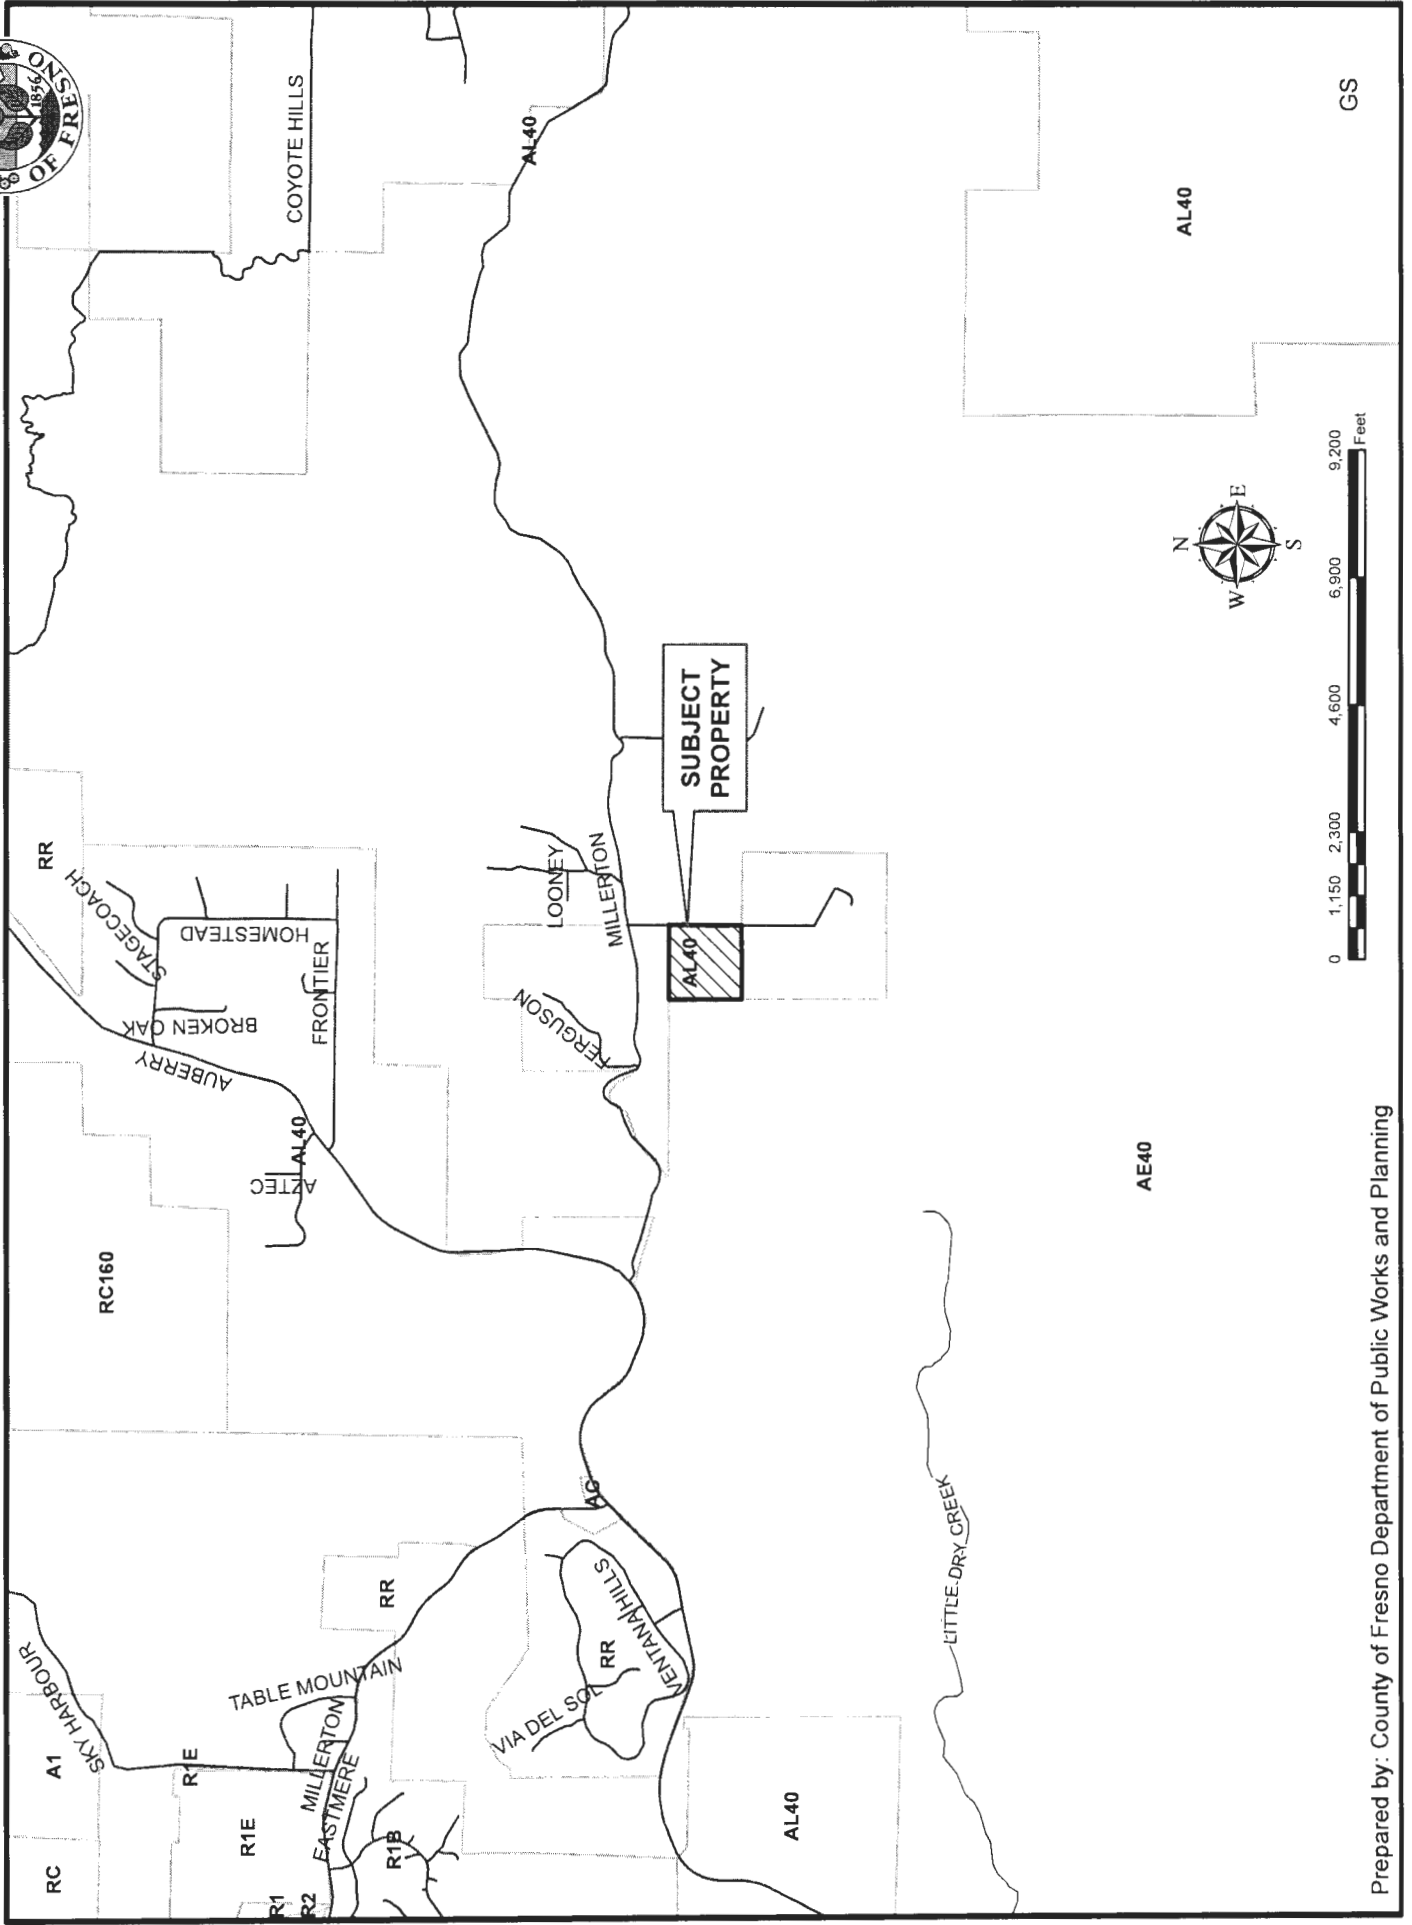 OF FRESNO
1856
COYOTE HILLS
AL40
RR
STAGECOACH
HOMESTEAD
BROKEN OAK
FRONTIER
AUBERRY
AL40
AZTEC
RC160
SKY HARBOUR
A1
RC
R1E
R1E
R1
R2
TABLE MOUNTAIN
MILLERTON
EASTMERE
R1B
RR
AC
VENTANA HILLS
RR
VIA DEL SOL
AL40
LOONEY
MILLERTON
FERGUSON
AL40
SUBJECT
PROPERTY
LITTLE DRY CREEK
AE40
AL40
N
W
E
S
0 1,150 2,300 4,600 6,900 9,200
Feet
GS
Prepared by: County of Fresno Department of Public Works and Planning